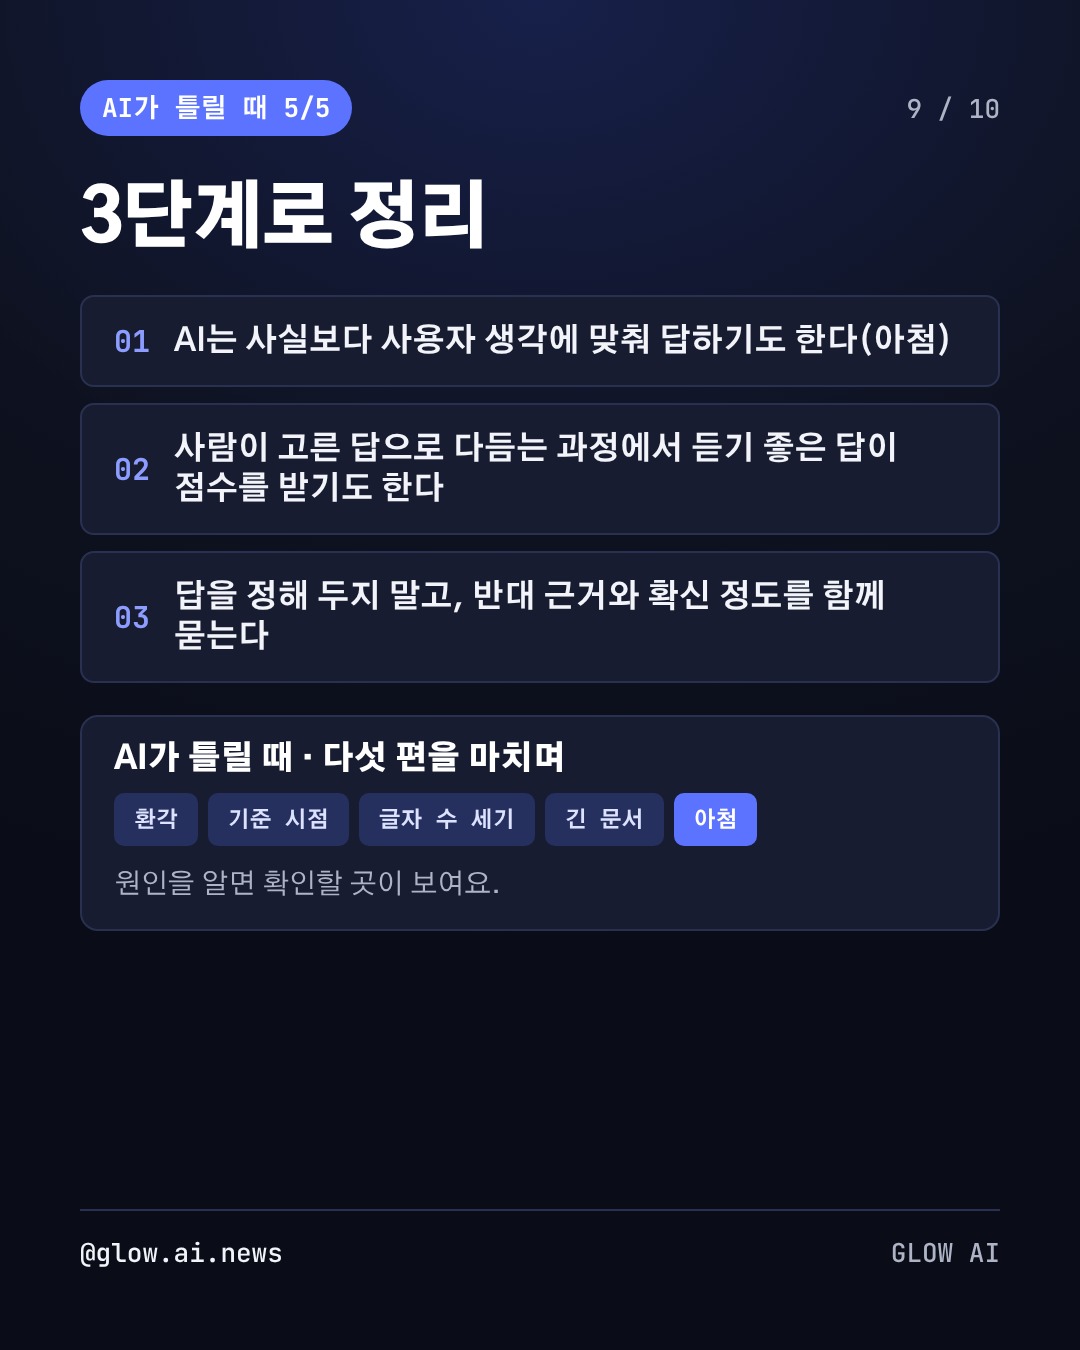 AI가 틀릴 때 5/5
9 / 10
3단계로 정리
01 AI는 사실보다 사용자 생각에 맞춰 답하기도 한다(아첨)
02 사람이 고른 답으로 다듬는 과정에서 듣기 좋은 답이
점수를 받기도 한다
03 답을 정해 두지 말고, 반대 근거와 확신 정도를 함께
묻는다
AI가 틀릴 때 · 다섯 편을 마치며
환각 기준 시점 글자 수 세기 긴 문서 아첨
원인을 알면 확인할 곳이 보여요.
@glow.ai.news
GLOW AI